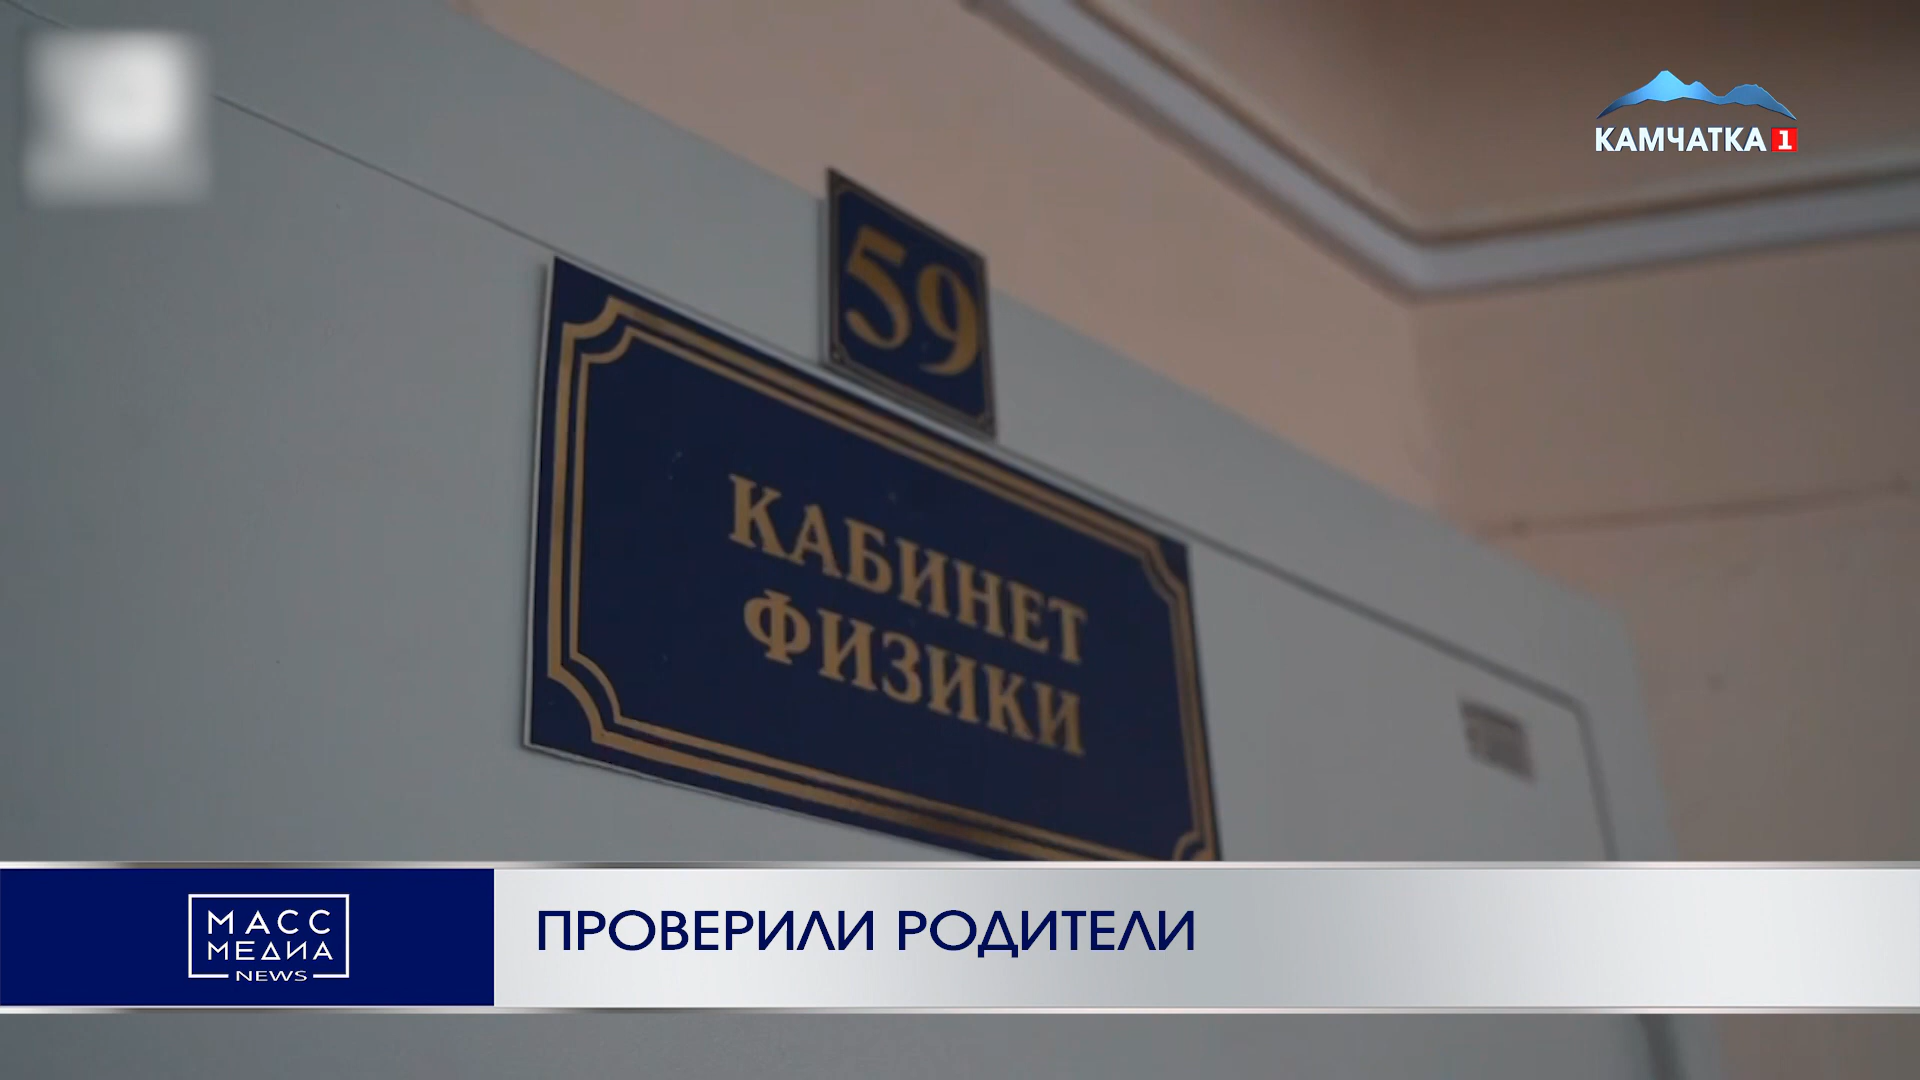 КАМЧАТКА 1
59
КАБИНЕТ
ФИЗИКИ
МАСС
МЕДИА
NEWS
ПРОВЕРИЛИ РОДИТЕЛИ